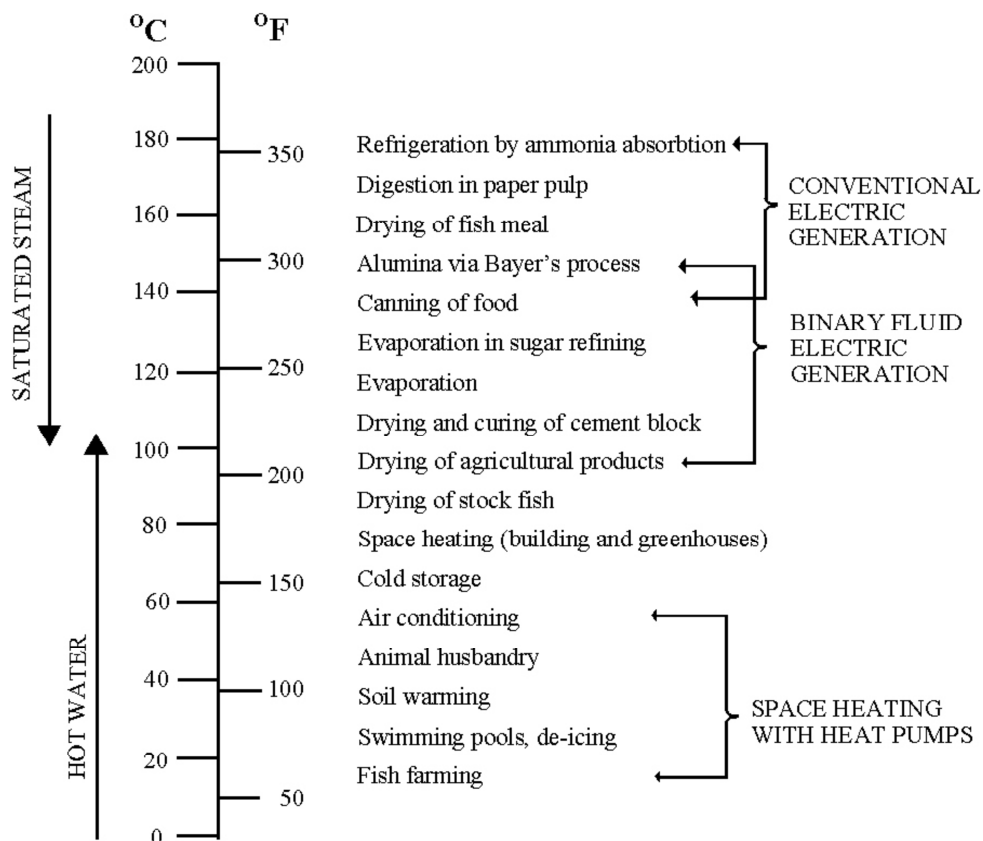 °C
°F
200
180
350
160
300
140
250
120
100
200
80
150
60
40
100
20
50
0
SATURATED STEAM
HOT WATER
Refrigeration by ammonia absorbtion
Digestion in paper pulp
Drying of fish meal
Alumina via Bayer’s process
Canning of food
Evaporation in sugar refining
Evaporation
Drying and curing of cement block
Drying of agricultural products
Drying of stock fish
Space heating (building and greenhouses)
Cold storage
Air conditioning
Animal husbandry
Soil warming
Swimming pools, de-icing
Fish farming
CONVENTIONAL
ELECTRIC
GENERATION
BINARY FLUID
ELECTRIC
GENERATION
SPACE HEATING
WITH HEAT PUMPS